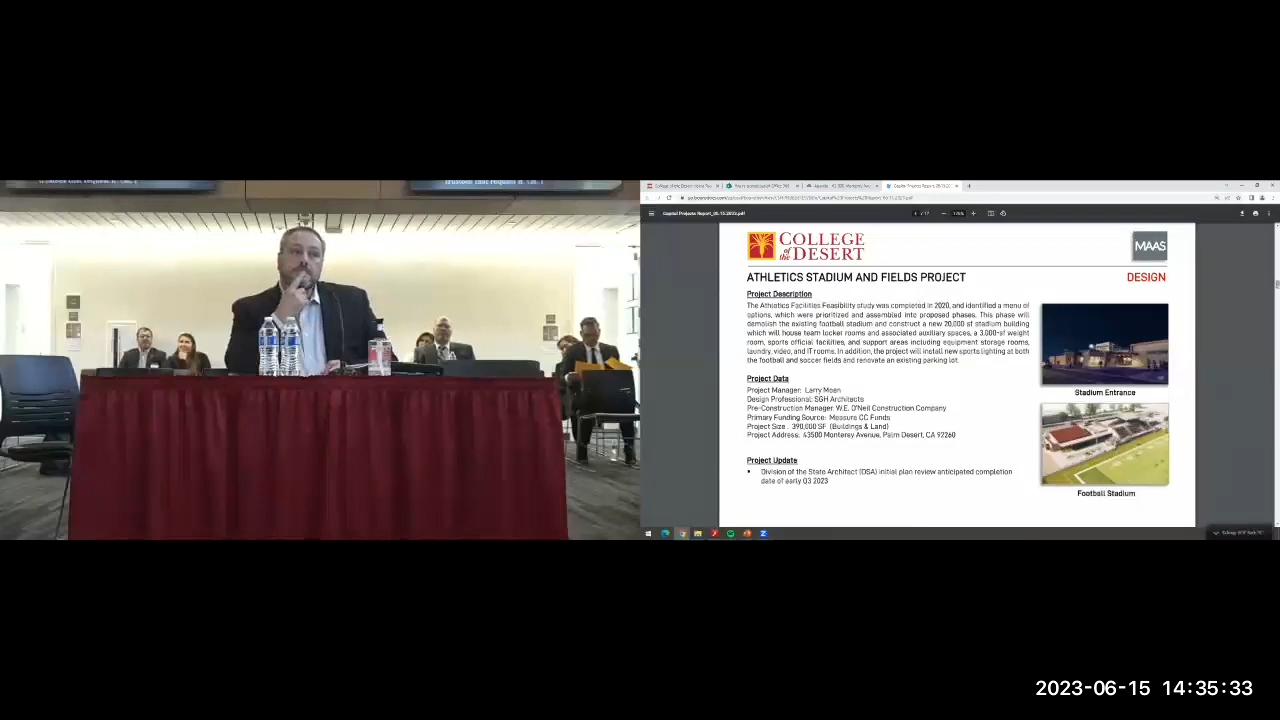 Capital Projects Report_06.15.2023.pdf
COLLEGE
of the DESERT
MAAS
ATHLETICS STADIUM AND FIELDS PROJECT
DESIGN
Project Description
The Athletics Facilities Feasibility study was completed in 2020, and identified a menu of
options, which were prioritized and assembled into proposed phases. This phase will
demolish the existing football stadium and construct a new 20,000 sf stadium building
which will house team locker rooms and associated auxiliary spaces, a 3,000-sf weight
room, sports official facilities, and support areas including equipment storage rooms,
laundry, video, and IT rooms. In addition, the project will install new sports lighting at both
the football and soccer fields and renovate an existing parking lot.
Stadium Entrance
Project Data
Project Manager: Larry Moen
Design Professional: SGH Architects
Pre-Construction Manager: W.E. O'Neil Construction Company
Primary Funding Source: Measure CC Funds
Project Size . 390,000 SF (Buildings & Land)
Project Address: 43500 Monterey Avenue, Palm Desert, CA 92260
Project Update
▪ Division of the State Architect (DSA) initial plan review anticipated completion
date of early Q3 2023
Football Stadium
2023-06-15 14:35:33